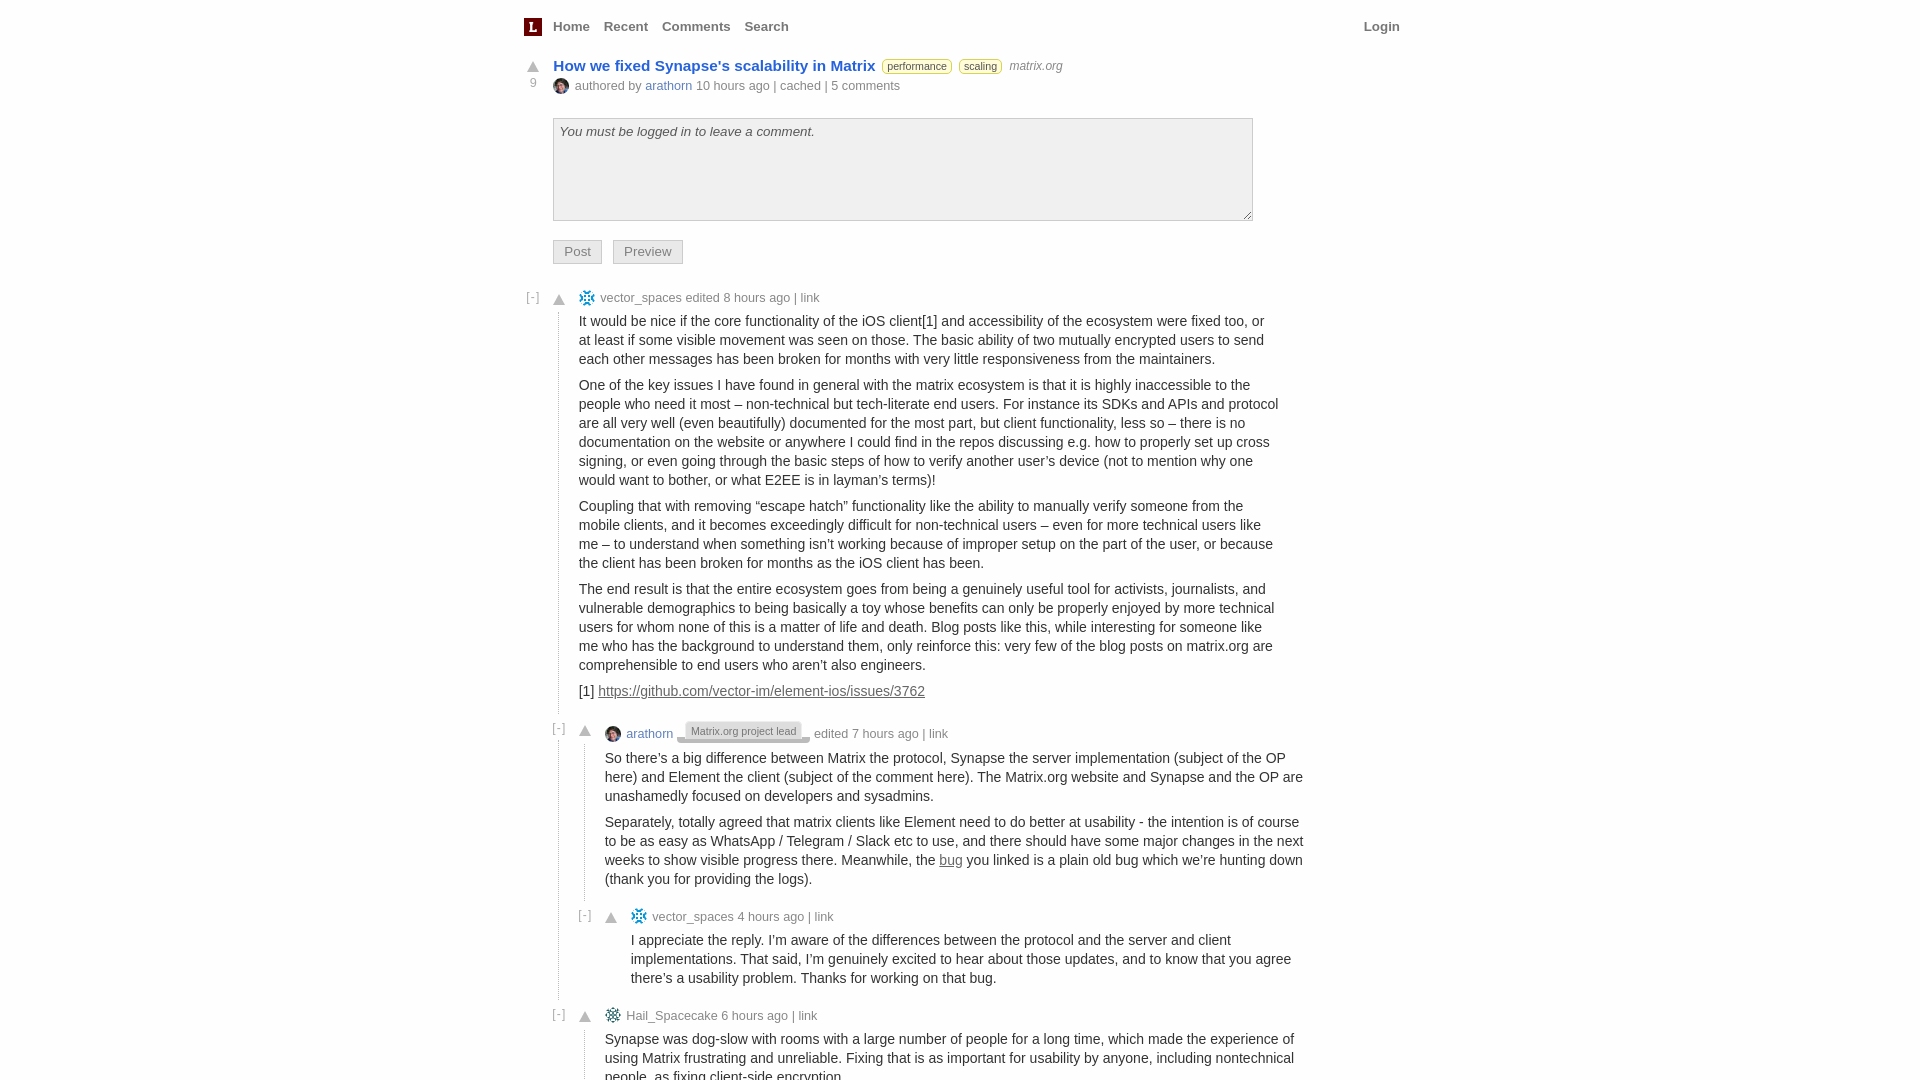 L Home Recent Comments Search Login
How we fixed Synapse's scalability in Matrix performance scaling matrix.org
9 authored by arathorn 10 hours ago | cached | 5 comments
You must be logged in to leave a comment.
Post Preview
[-] vector_spaces edited 8 hours ago | link
It would be nice if the core functionality of the iOS client[1] and accessibility of the ecosystem were fixed too, or
at least if some visible movement was seen on those. The basic ability of two mutually encrypted users to send
each other messages has been broken for months with very little responsiveness from the maintainers.
One of the key issues I have found in general with the matrix ecosystem is that it is highly inaccessible to the
people who need it most – non-technical but tech-literate end users. For instance its SDKs and APIs and protocol
are all very well (even beautifully) documented for the most part, but client functionality, less so – there is no
documentation on the website or anywhere I could find in the repos discussing e.g. how to properly set up cross
signing, or even going through the basic steps of how to verify another user’s device (not to mention why one
would want to bother, or what E2EE is in layman’s terms)!
Coupling that with removing “escape hatch” functionality like the ability to manually verify someone from the
mobile clients, and it becomes exceedingly difficult for non-technical users – even for more technical users like
me – to understand when something isn’t working because of improper setup on the part of the user, or because
the client has been broken for months as the iOS client has been.
The end result is that the entire ecosystem goes from being a genuinely useful tool for activists, journalists, and
vulnerable demographics to being basically a toy whose benefits can only be properly enjoyed by more technical
users for whom none of this is a matter of life and death. Blog posts like this, while interesting for someone like
me who has the background to understand them, only reinforce this: very few of the blog posts on matrix.org are
comprehensible to end users who aren’t also engineers.
[1] https://github.com/vector-im/element-ios/issues/3762
[-] arathorn Matrix.org project lead edited 7 hours ago | link
So there’s a big difference between Matrix the protocol, Synapse the server implementation (subject of the OP
here) and Element the client (subject of the comment here). The Matrix.org website and Synapse and the OP are
unashamedly focused on developers and sysadmins.
Separately, totally agreed that matrix clients like Element need to do better at usability - the intention is of course
to be as easy as WhatsApp / Telegram / Slack etc to use, and there should have some major changes in the next
weeks to show visible progress there. Meanwhile, the bug you linked is a plain old bug which we’re hunting down
(thank you for providing the logs).
[-] vector_spaces 4 hours ago | link
I appreciate the reply. I’m aware of the differences between the protocol and the server and client
implementations. That said, I’m genuinely excited to hear about those updates, and to know that you agree
there’s a usability problem. Thanks for working on that bug.
[-] Hail_Spacecake 6 hours ago | link
Synapse was dog-slow with rooms with a large number of people for a long time, which made the experience of
using Matrix frustrating and unreliable. Fixing that is as important for usability by anyone, including nontechnical
people, as fixing client-side encryption.